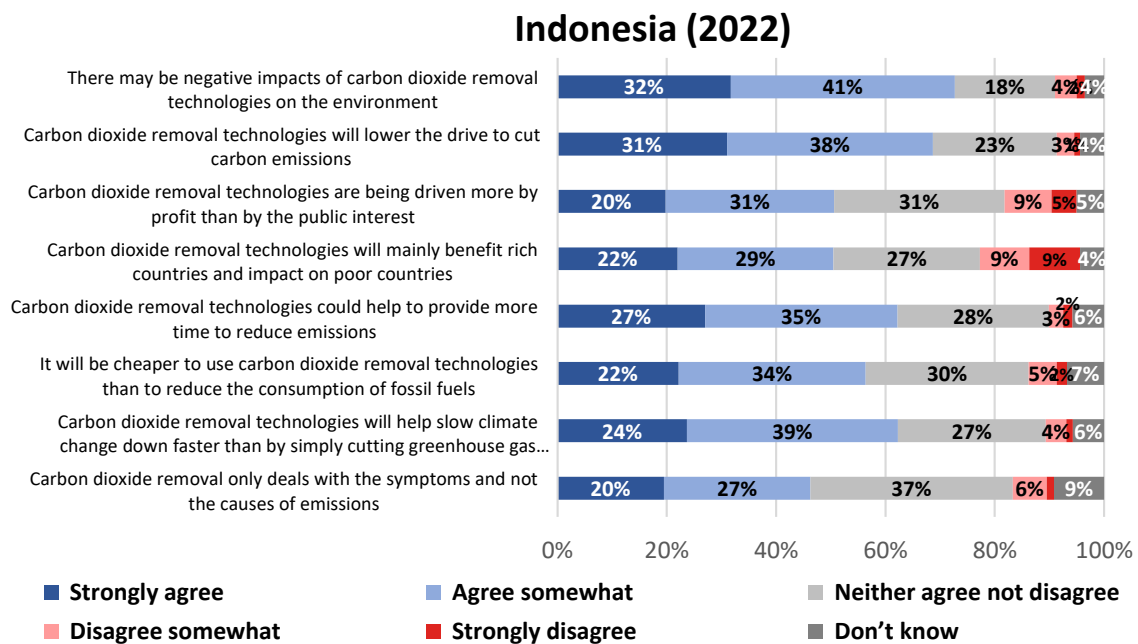 Indonesia (2022)
There may be negative impacts of carbon dioxide removal
technologies on the environment
32% 41% 18% 4% 2% 4%
Carbon dioxide removal technologies will lower the drive to cut
carbon emissions
31% 38% 23% 3% 4%
Carbon dioxide removal technologies are being driven more by
profit than by the public interest
20% 31% 31% 9% 5% 5%
Carbon dioxide removal technologies will mainly benefit rich
countries and impact on poor countries
22% 29% 27% 9% 9% 4%
Carbon dioxide removal technologies could help to provide more
time to reduce emissions
27% 35% 28% 3% 2% 6%
It will be cheaper to use carbon dioxide removal technologies
than to reduce the consumption of fossil fuels
22% 34% 30% 5% 2% 7%
Carbon dioxide removal technologies will help slow climate
change down faster than by simply cutting greenhouse gas...
24% 39% 27% 4% 6%
Carbon dioxide removal only deals with the symptoms and not
the causes of emissions
20% 27% 37% 6% 9%
0% 20% 40% 60% 80% 100%
Strongly agree Agree somewhat Neither agree not disagree
Disagree somewhat Strongly disagree Don't know